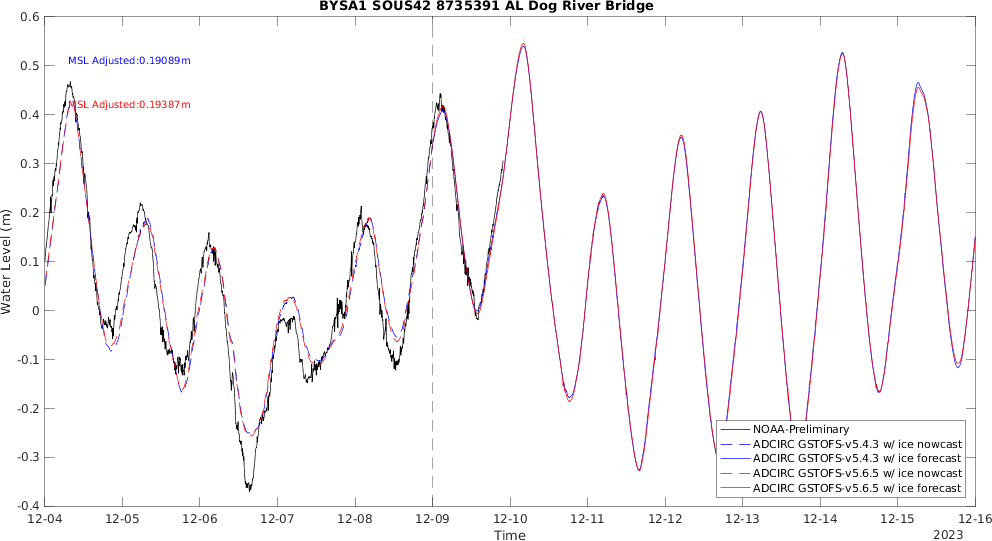 BYSA1 SOUS42 8735391 AL Dog River Bridge
0.6
0.5
0.4
0.3
0.2
0.1
0
-0.1
-0.2
-0.3
-0.4
Water Level (m)
MSL Adjusted:0.19089m
MSL Adjusted:0.19387m
NOAA-Preliminary
ADCIRC GSTOFS-v5.4.3 w/ ice nowcast
ADCIRC GSTOFS-v5.4.3 w/ ice forecast
ADCIRC GSTOFS-v5.6.5 w/ ice nowcast
ADCIRC GSTOFS-v5.6.5 w/ ice forecast
12-04 12-05 12-06 12-07 12-08 12-09 12-10 12-11 12-12 12-13 12-14 12-15 12-16
Time
2023